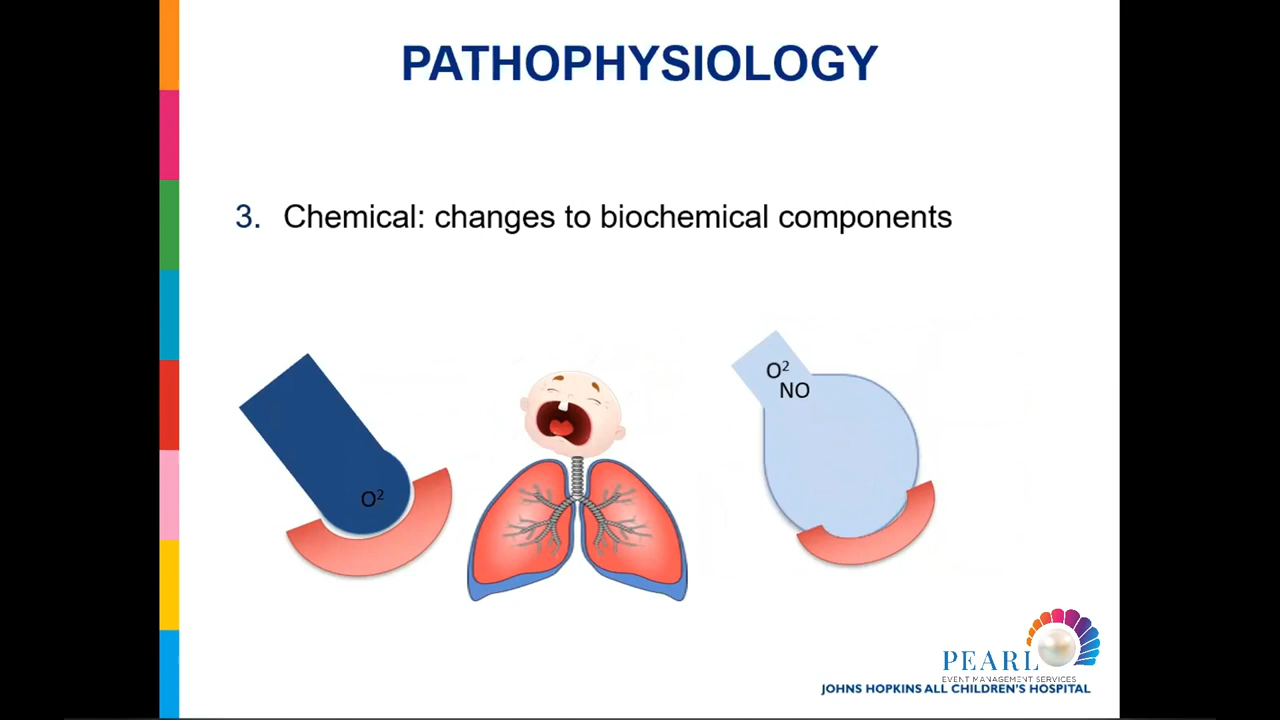 PATHOPHYSIOLOGY
3. Chemical: changes to biochemical components
O²
NO
O²
PEARL
EVENT MANAGEMENT SERVICES
JOHNS HOPKINS ALL CHILDREN'S HOSPITAL